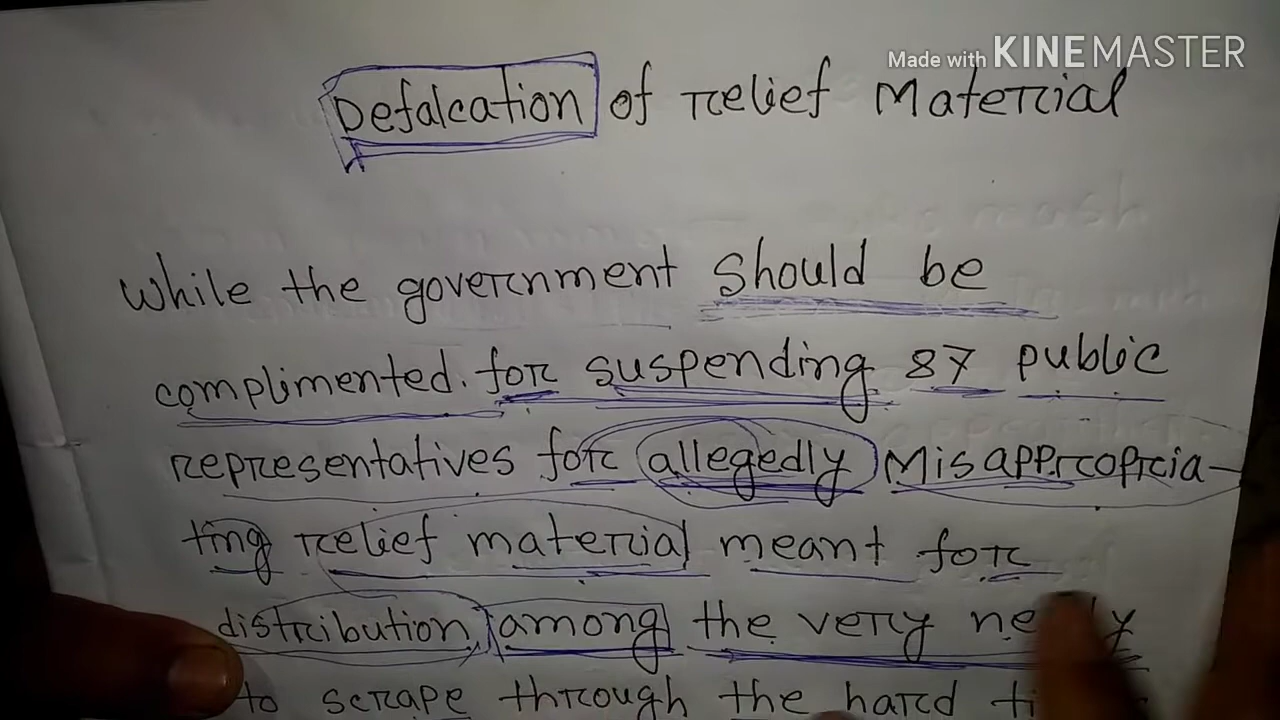 Made with KINEMASTER
Defalcation of relief Material
While the government should be
complimented. for suspending 87 public
representatives for allegedly Misappropria-
ting relief material meant for
distribution among the very
to scrape through the hard